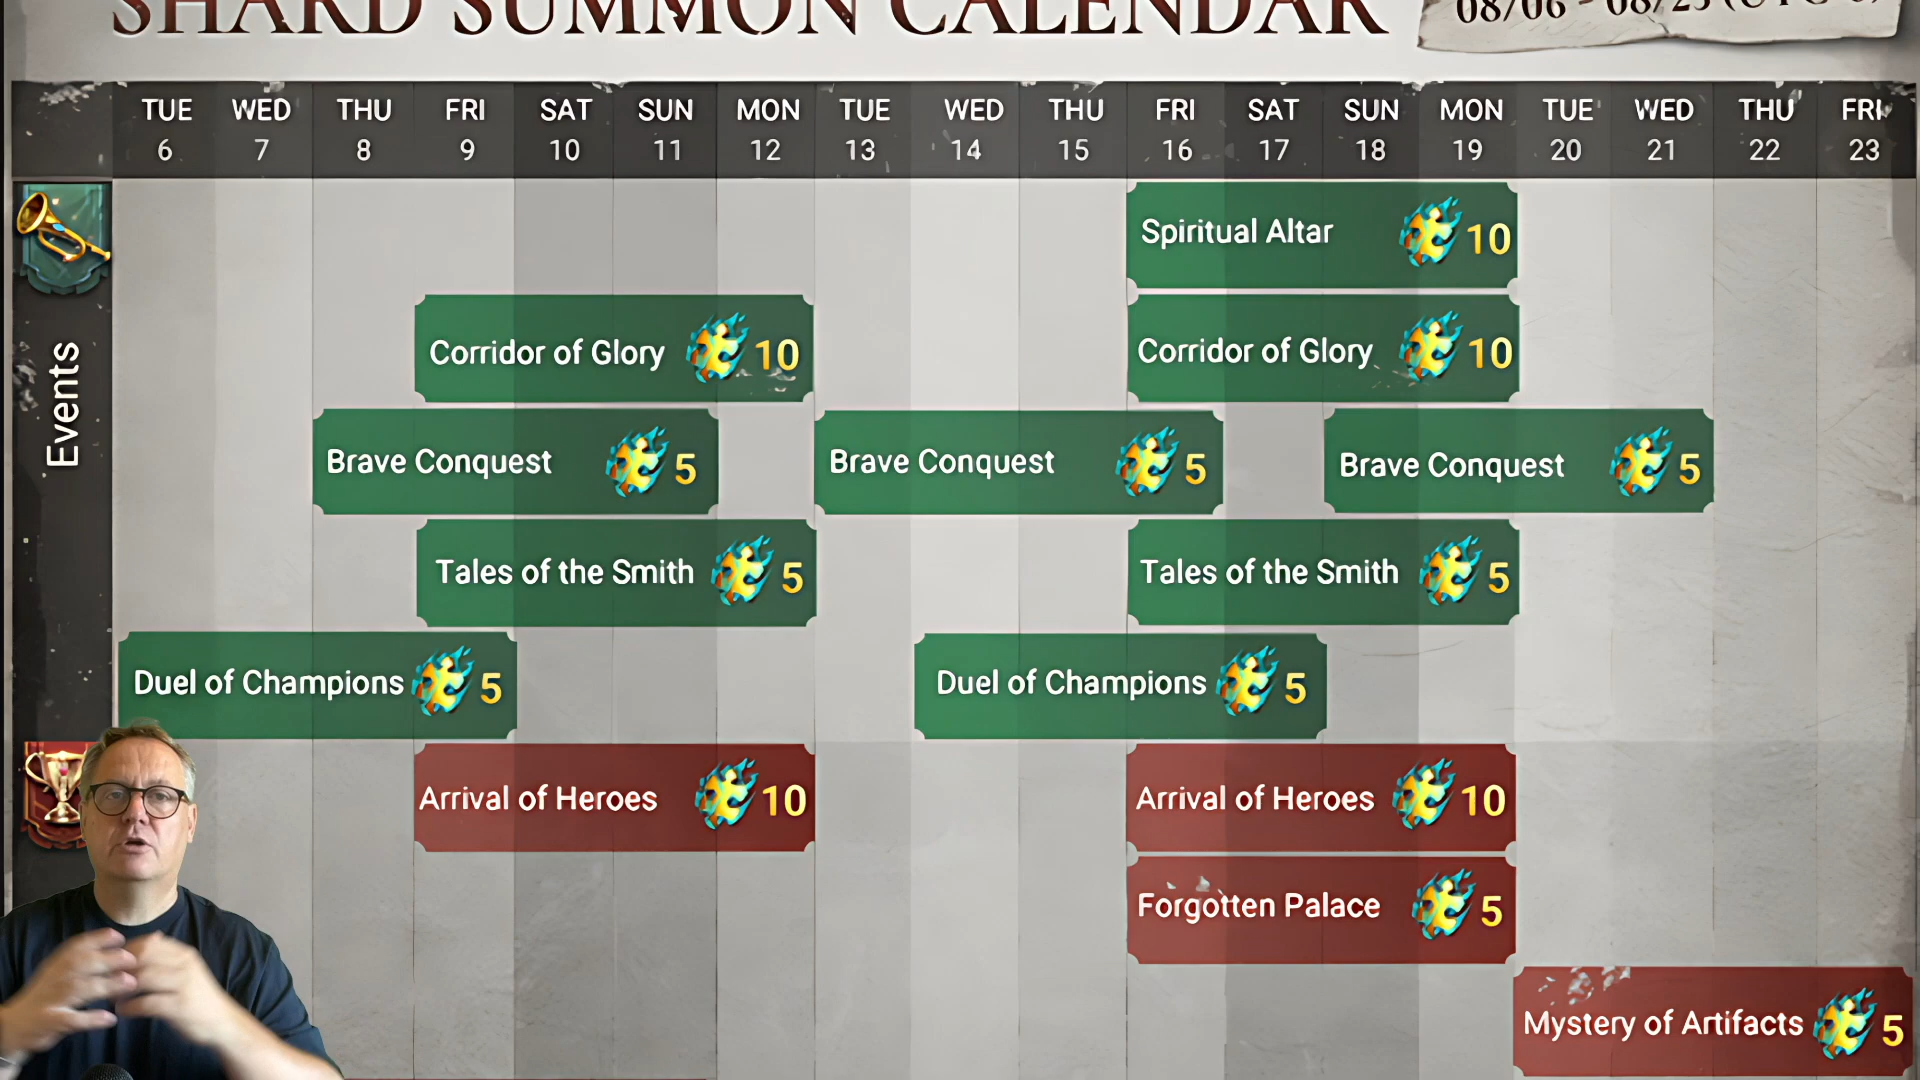 SHARD SUMMON CALENDAR
TUE WED THU FRI SAT SUN MON TUE WED THU FRI SAT SUN MON TUE WED THU FRI
6 7 8 9 10 11 12 13 14 15 16 17 18 19 20 21 22 23
Events
Spiritual Altar 10
Corridor of Glory 10
Corridor of Glory 10
Brave Conquest 5
Brave Conquest 5
Brave Conquest 5
Tales of the Smith 5
Tales of the Smith 5
Duel of Champions 5
Duel of Champions 5
Arrival of Heroes 10
Arrival of Heroes 10
Forgotten Palace 5
Mystery of Artifacts 5